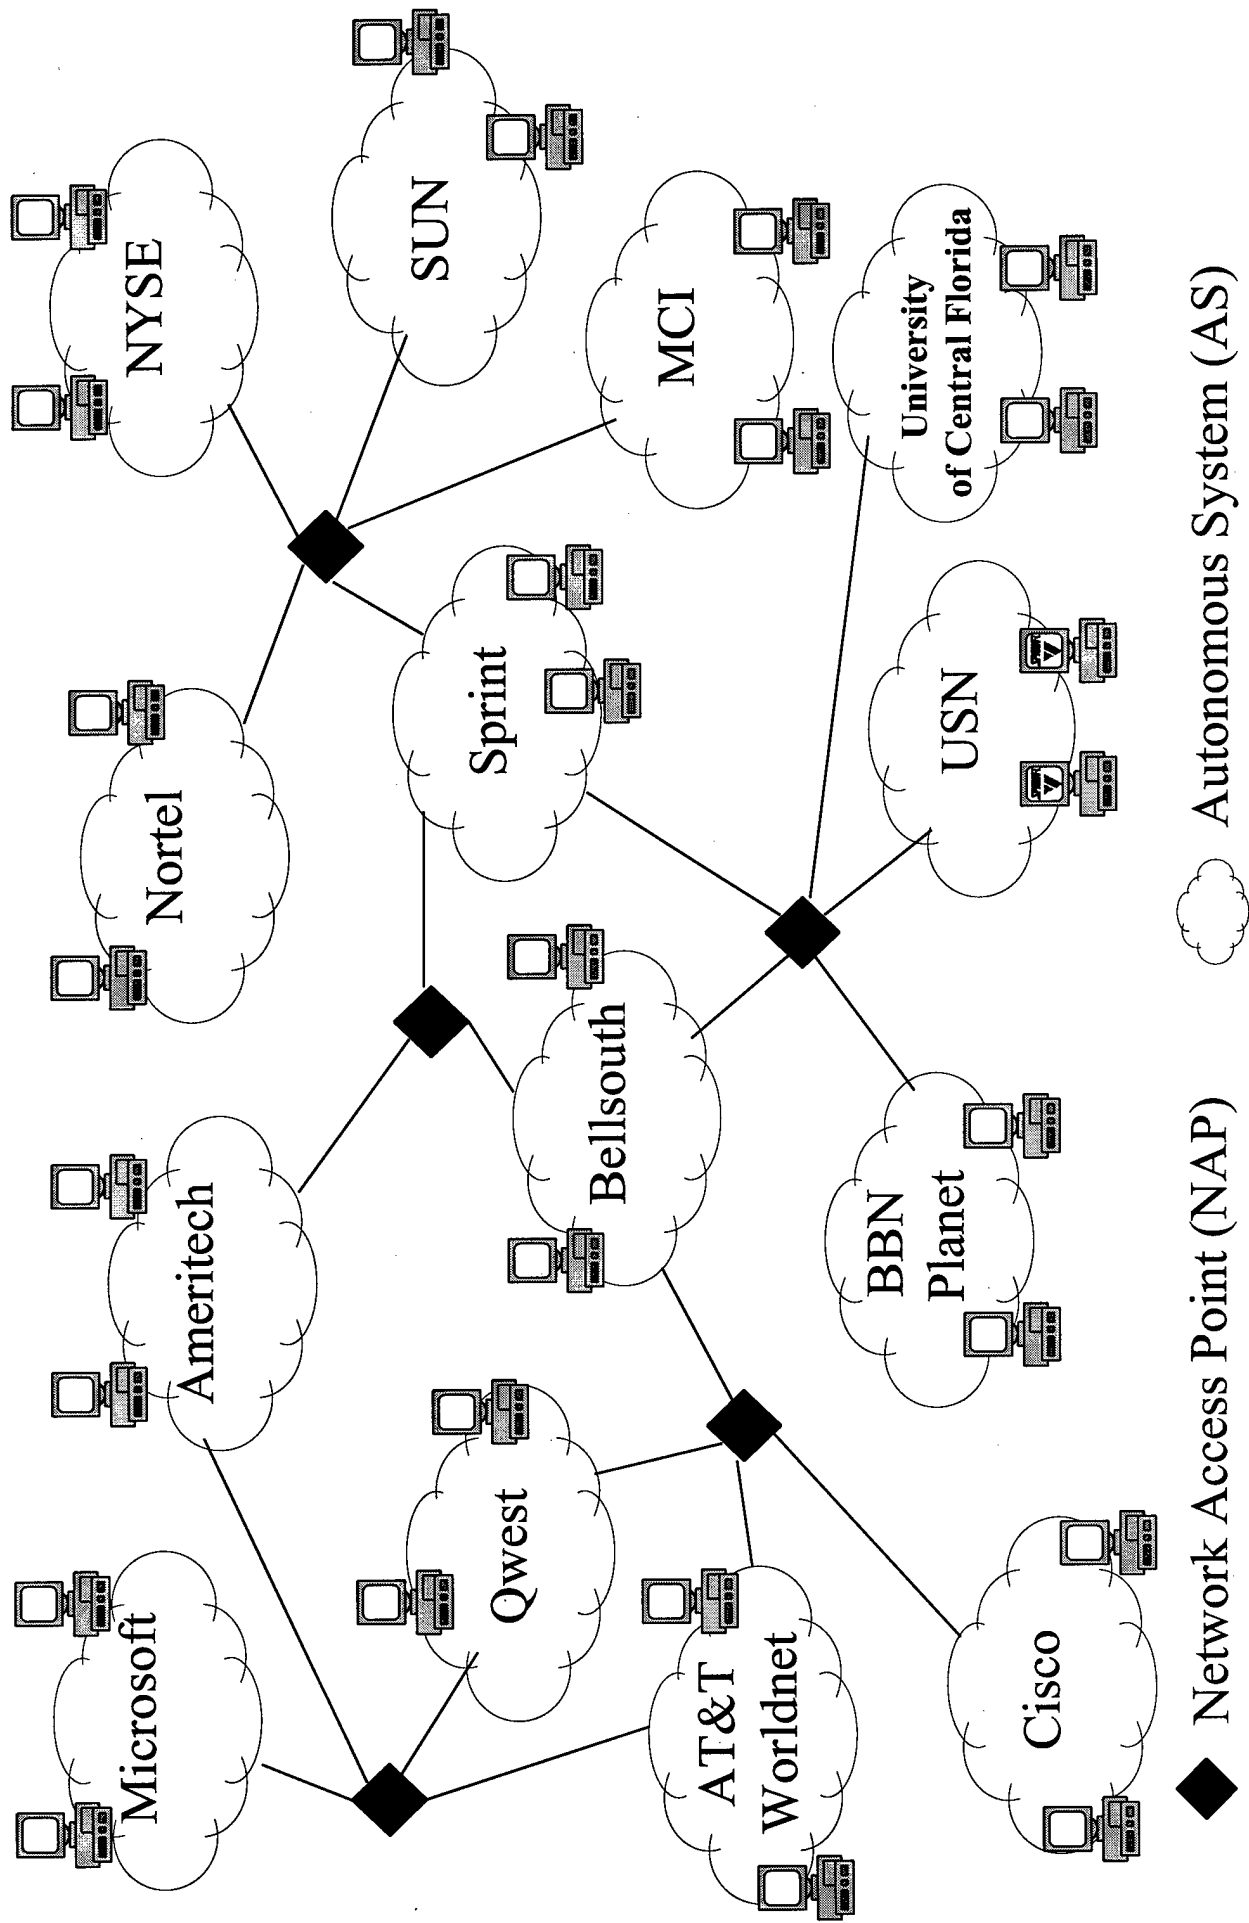 Microsoft
Ameritech
Nortel
NYSE
Qwest
Sprint
SUN
AT&T
Worldnet
Bellsouth
MCI
Cisco
BBN
Planet
USN
University
of Central Florida
Network Access Point (NAP)
Autonomous System (AS)